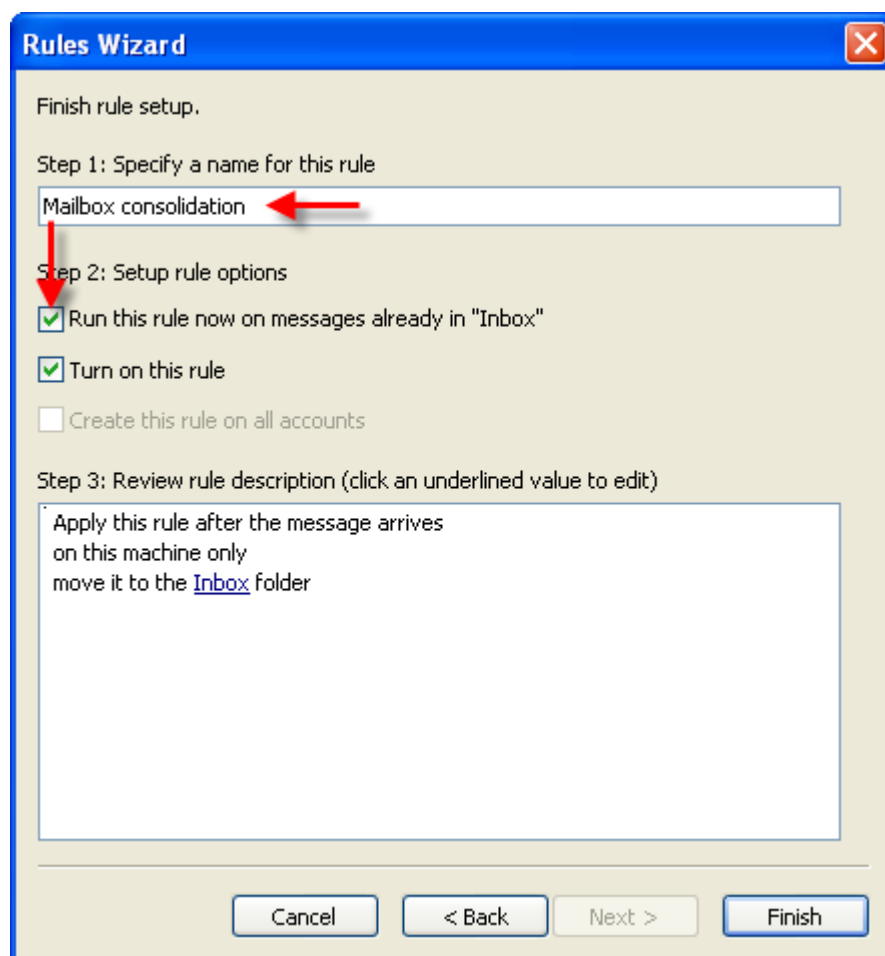 Rules Wizard
Finish rule setup.
Step 1: Specify a name for this rule
Mailbox consolidation
Step 2: Setup rule options
Run this rule now on messages already in "Inbox"
Turn on this rule
Create this rule on all accounts
Step 3: Review rule description (click an underlined value to edit)
Apply this rule after the message arrives
on this machine only
move it to the Inbox folder
Cancel < Back Next > Finish